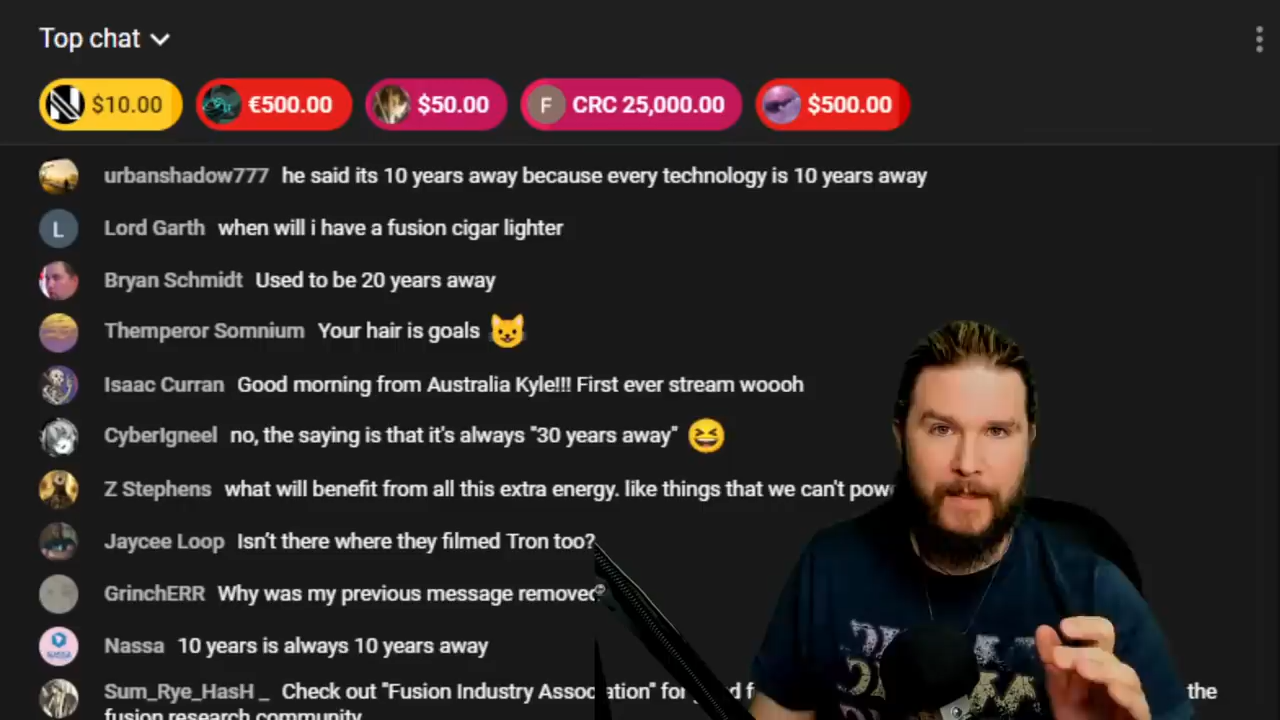 Top chat
$10.00 €500.00 $50.00 F CRC 25,000.00 $500.00
urbanshadow777 he said its 10 years away because every technology is 10 years away
L Lord Garth when will i have a fusion cigar lighter
Bryan Schmidt Used to be 20 years away
Themperor Somnium Your hair is goals
Isaac Curran Good morning from Australia Kyle!!! First ever stream woooh
CyberIgneel no, the saying is that it's always "30 years away"
Z Stephens what will benefit from all this extra energy. like things that we can't
Jaycee Loop Isn't there where they filmed Tron too?
GrinchERR Why was my previous message removed?
Nassa 10 years is always 10 years away
Sum_Rye_HasH _ Check out "Fusion Industry Association" for the
fusion research community